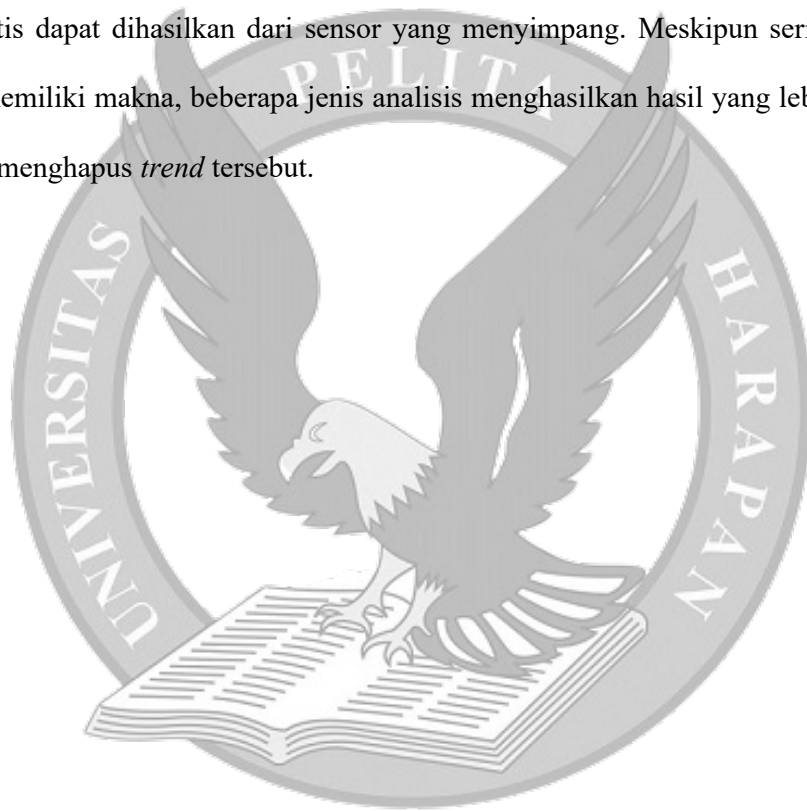 tis dapat dihasilkan dari sensor yang menyimpang. Meskipun seri
memiliki makna, beberapa jenis analisis menghasilkan hasil yang leb
menghapus trend tersebut.
UNIVERSITAS PELITA HARAPAN